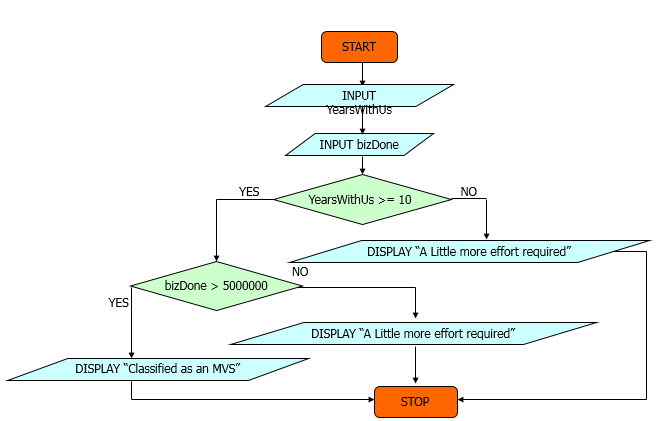 START
INPUT
YearsWithUs
INPUT bizDone
YES
YearsWithUs >= 10
NO
DISPLAY “A Little more effort required”
bizDone > 5000000
NO
YES
DISPLAY “A Little more effort required”
DISPLAY “Classified as an MVS”
STOP